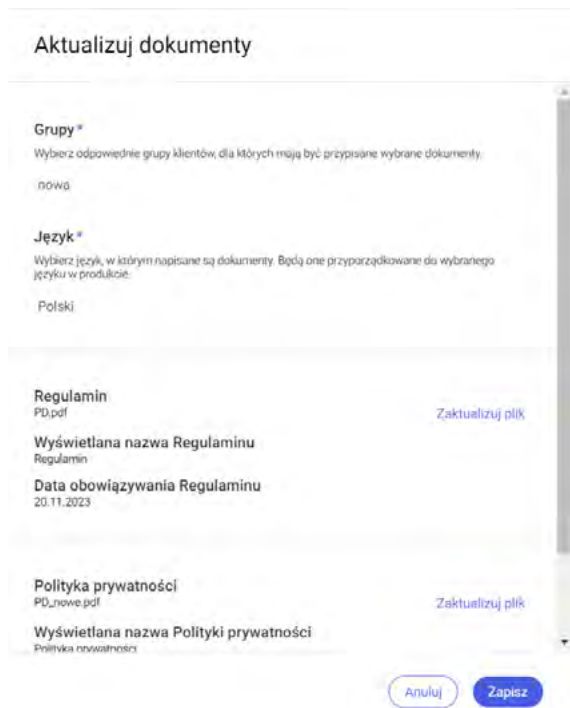 Aktualizuj dokumenty
Grupy*
Wybierz odpowiednie grupy klientów, dla których mają być przypisane wybrane dokumenty.
nowa
Język*
Wybierz język, w którym napisane są dokumenty. Będą one przyporządkowane do wybranego
języku w produkcie.
Polski
Regulamin
PD.pdf
Zaktualizuj plik
Wyświetlana nazwa Regulaminu
Regulamin
Data obowiązywania Regulaminu
20.11.2023
Polityka prywatności
PD_nowe.pdf
Zaktualizuj plik
Wyświetlana nazwa Polityki prywatności
Polityka prywatności
Anuluj
Zapisz